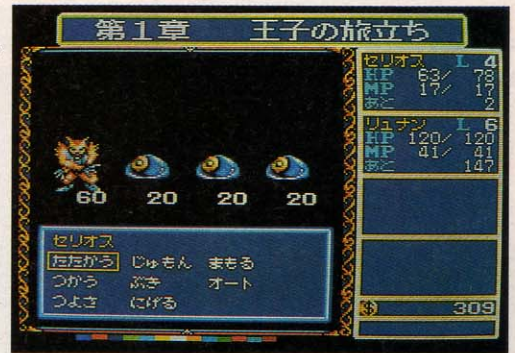 第1章　王子の旅立ち
セリオス L 4
HP 63/ 78
MP 17/ 17
あと 2
リュナン L 6
HP 120/ 120
MP 41/ 41
あと 147
60 20 20 20
セリオス
たたかう じゅもん まもる
つかう ぶき オート
つよさ にげる
$ 309